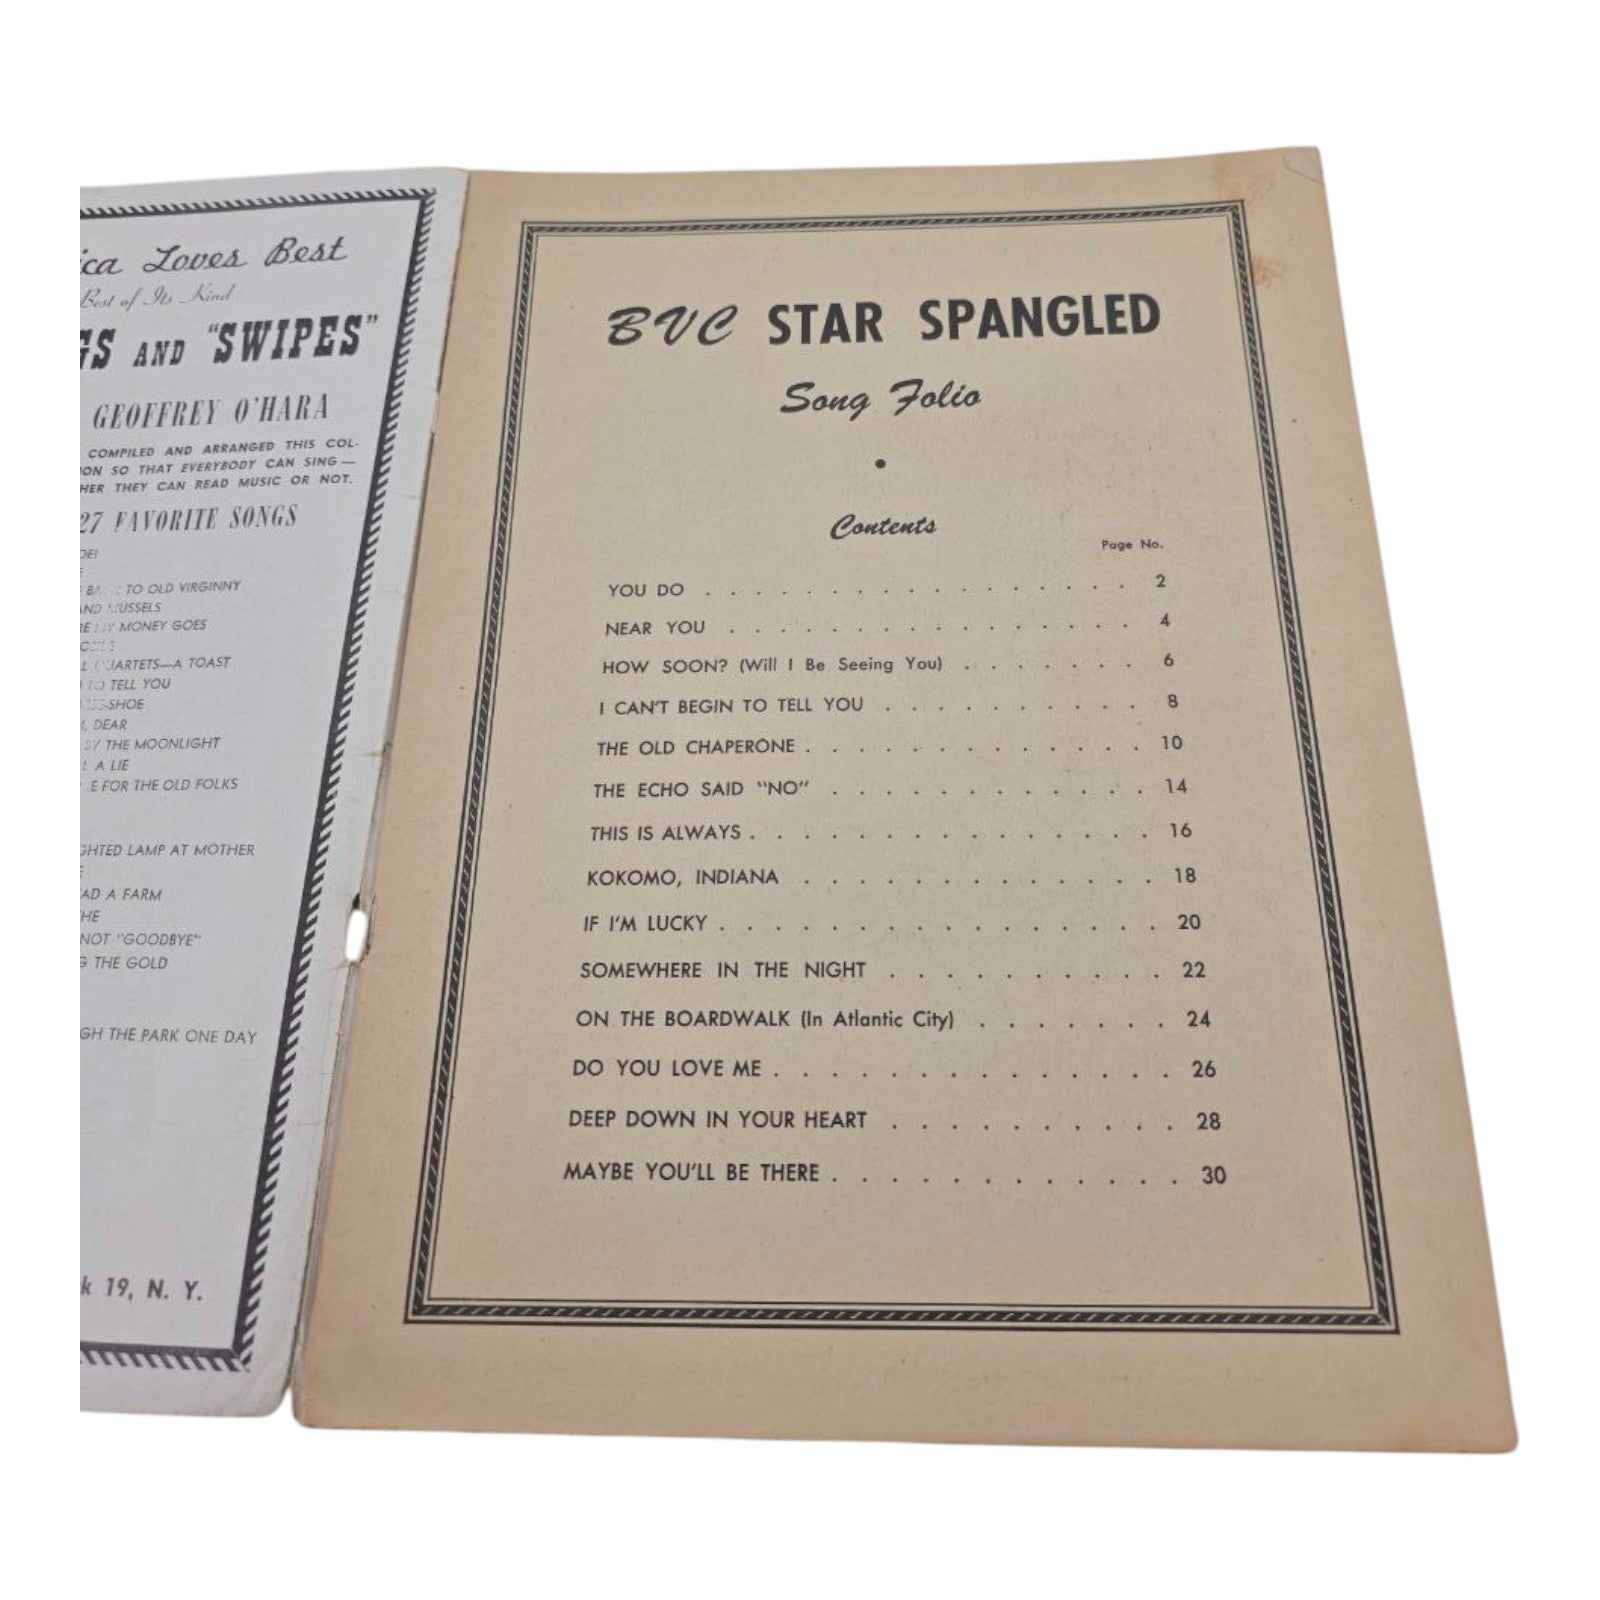 ica Loves Best
Best of Its Kind
GS AND "SWIPES"
GEOFFREY O'HARA
COMPILED AND ARRANGED THIS COL-
ON SO THAT EVERYBODY CAN SING—
HER THEY CAN READ MUSIC OR NOT.
27 FAVORITE SONGS
OE!
TO OLD VIRGINNY
AND MUSSELS
MY MONEY GOES
QUARTETS—A TOAST
TO TELL YOU
SHOE
, DEAR
BY THE MOONLIGHT
A LIE
E FOR THE OLD FOLKS
GHTED LAMP AT MOTHER
AD A FARM
HE
NOT "GOODBYE"
G THE GOLD
GH THE PARK ONE DAY
k 19, N. Y.
BVC STAR SPANGLED
Song Folio
•
Contents
Page No.
YOU DO . . . . . . . . . . . . . . . . . 2
NEAR YOU . . . . . . . . . . . . . . . . 4
HOW SOON? (Will I Be Seeing You) . . . . . . . 6
I CAN'T BEGIN TO TELL YOU . . . . . . . . . . 8
THE OLD CHAPERONE . . . . . . . . . . . . . 10
THE ECHO SAID "NO" . . . . . . . . . . . . 14
THIS IS ALWAYS . . . . . . . . . . . . . . . 16
KOKOMO, INDIANA . . . . . . . . . . . . . 18
IF I'M LUCKY . . . . . . . . . . . . . . . . 20
SOMEWHERE IN THE NIGHT . . . . . . . . . . 22
ON THE BOARDWALK (In Atlantic City) . . . . . . . 24
DO YOU LOVE ME . . . . . . . . . . . . . . 26
DEEP DOWN IN YOUR HEART . . . . . . . . . . 28
MAYBE YOU'LL BE THERE . . . . . . . . . . . . 30